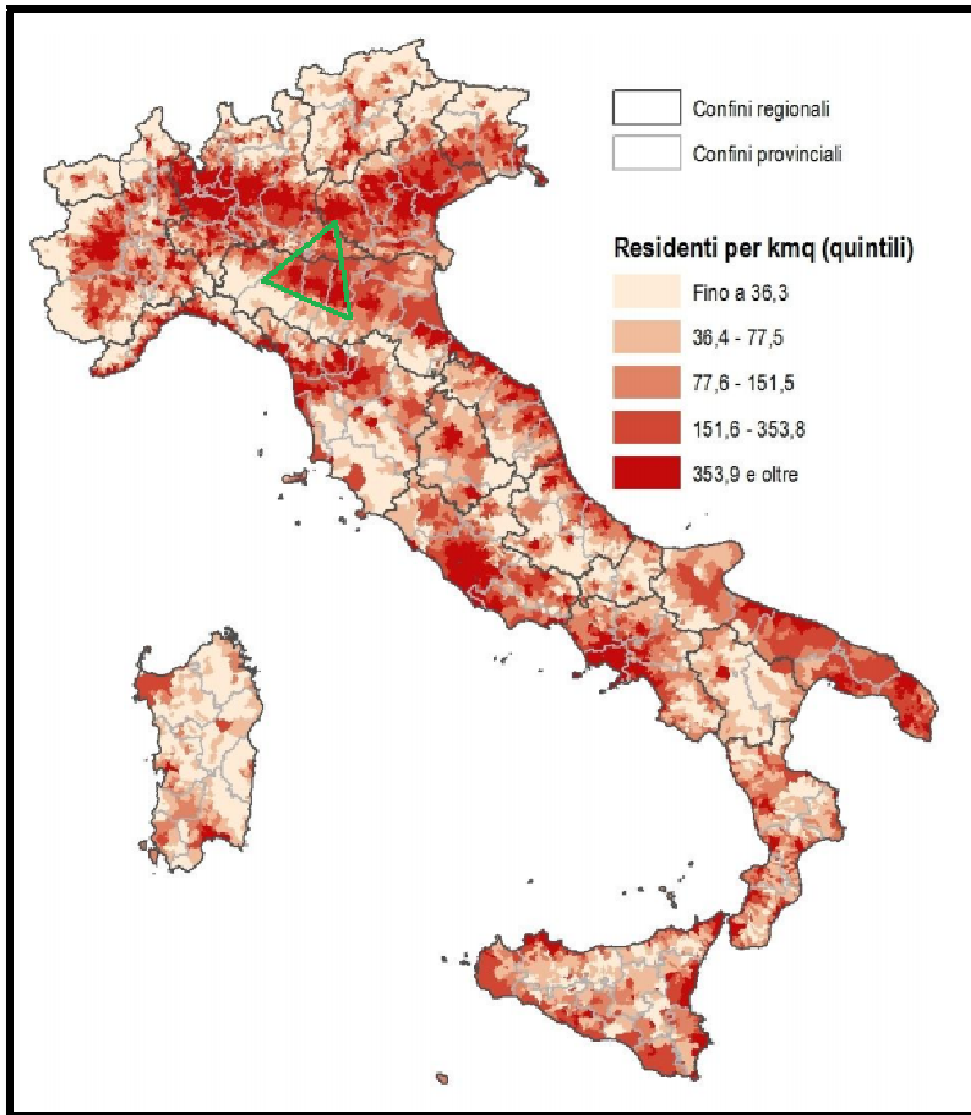 Confini regionali
Confini provinciali
Residenti per kmq (quintili)
Fino a 36,3
36,4 - 77,5
77,6 - 151,5
151,6 - 353,8
353,9 e oltre